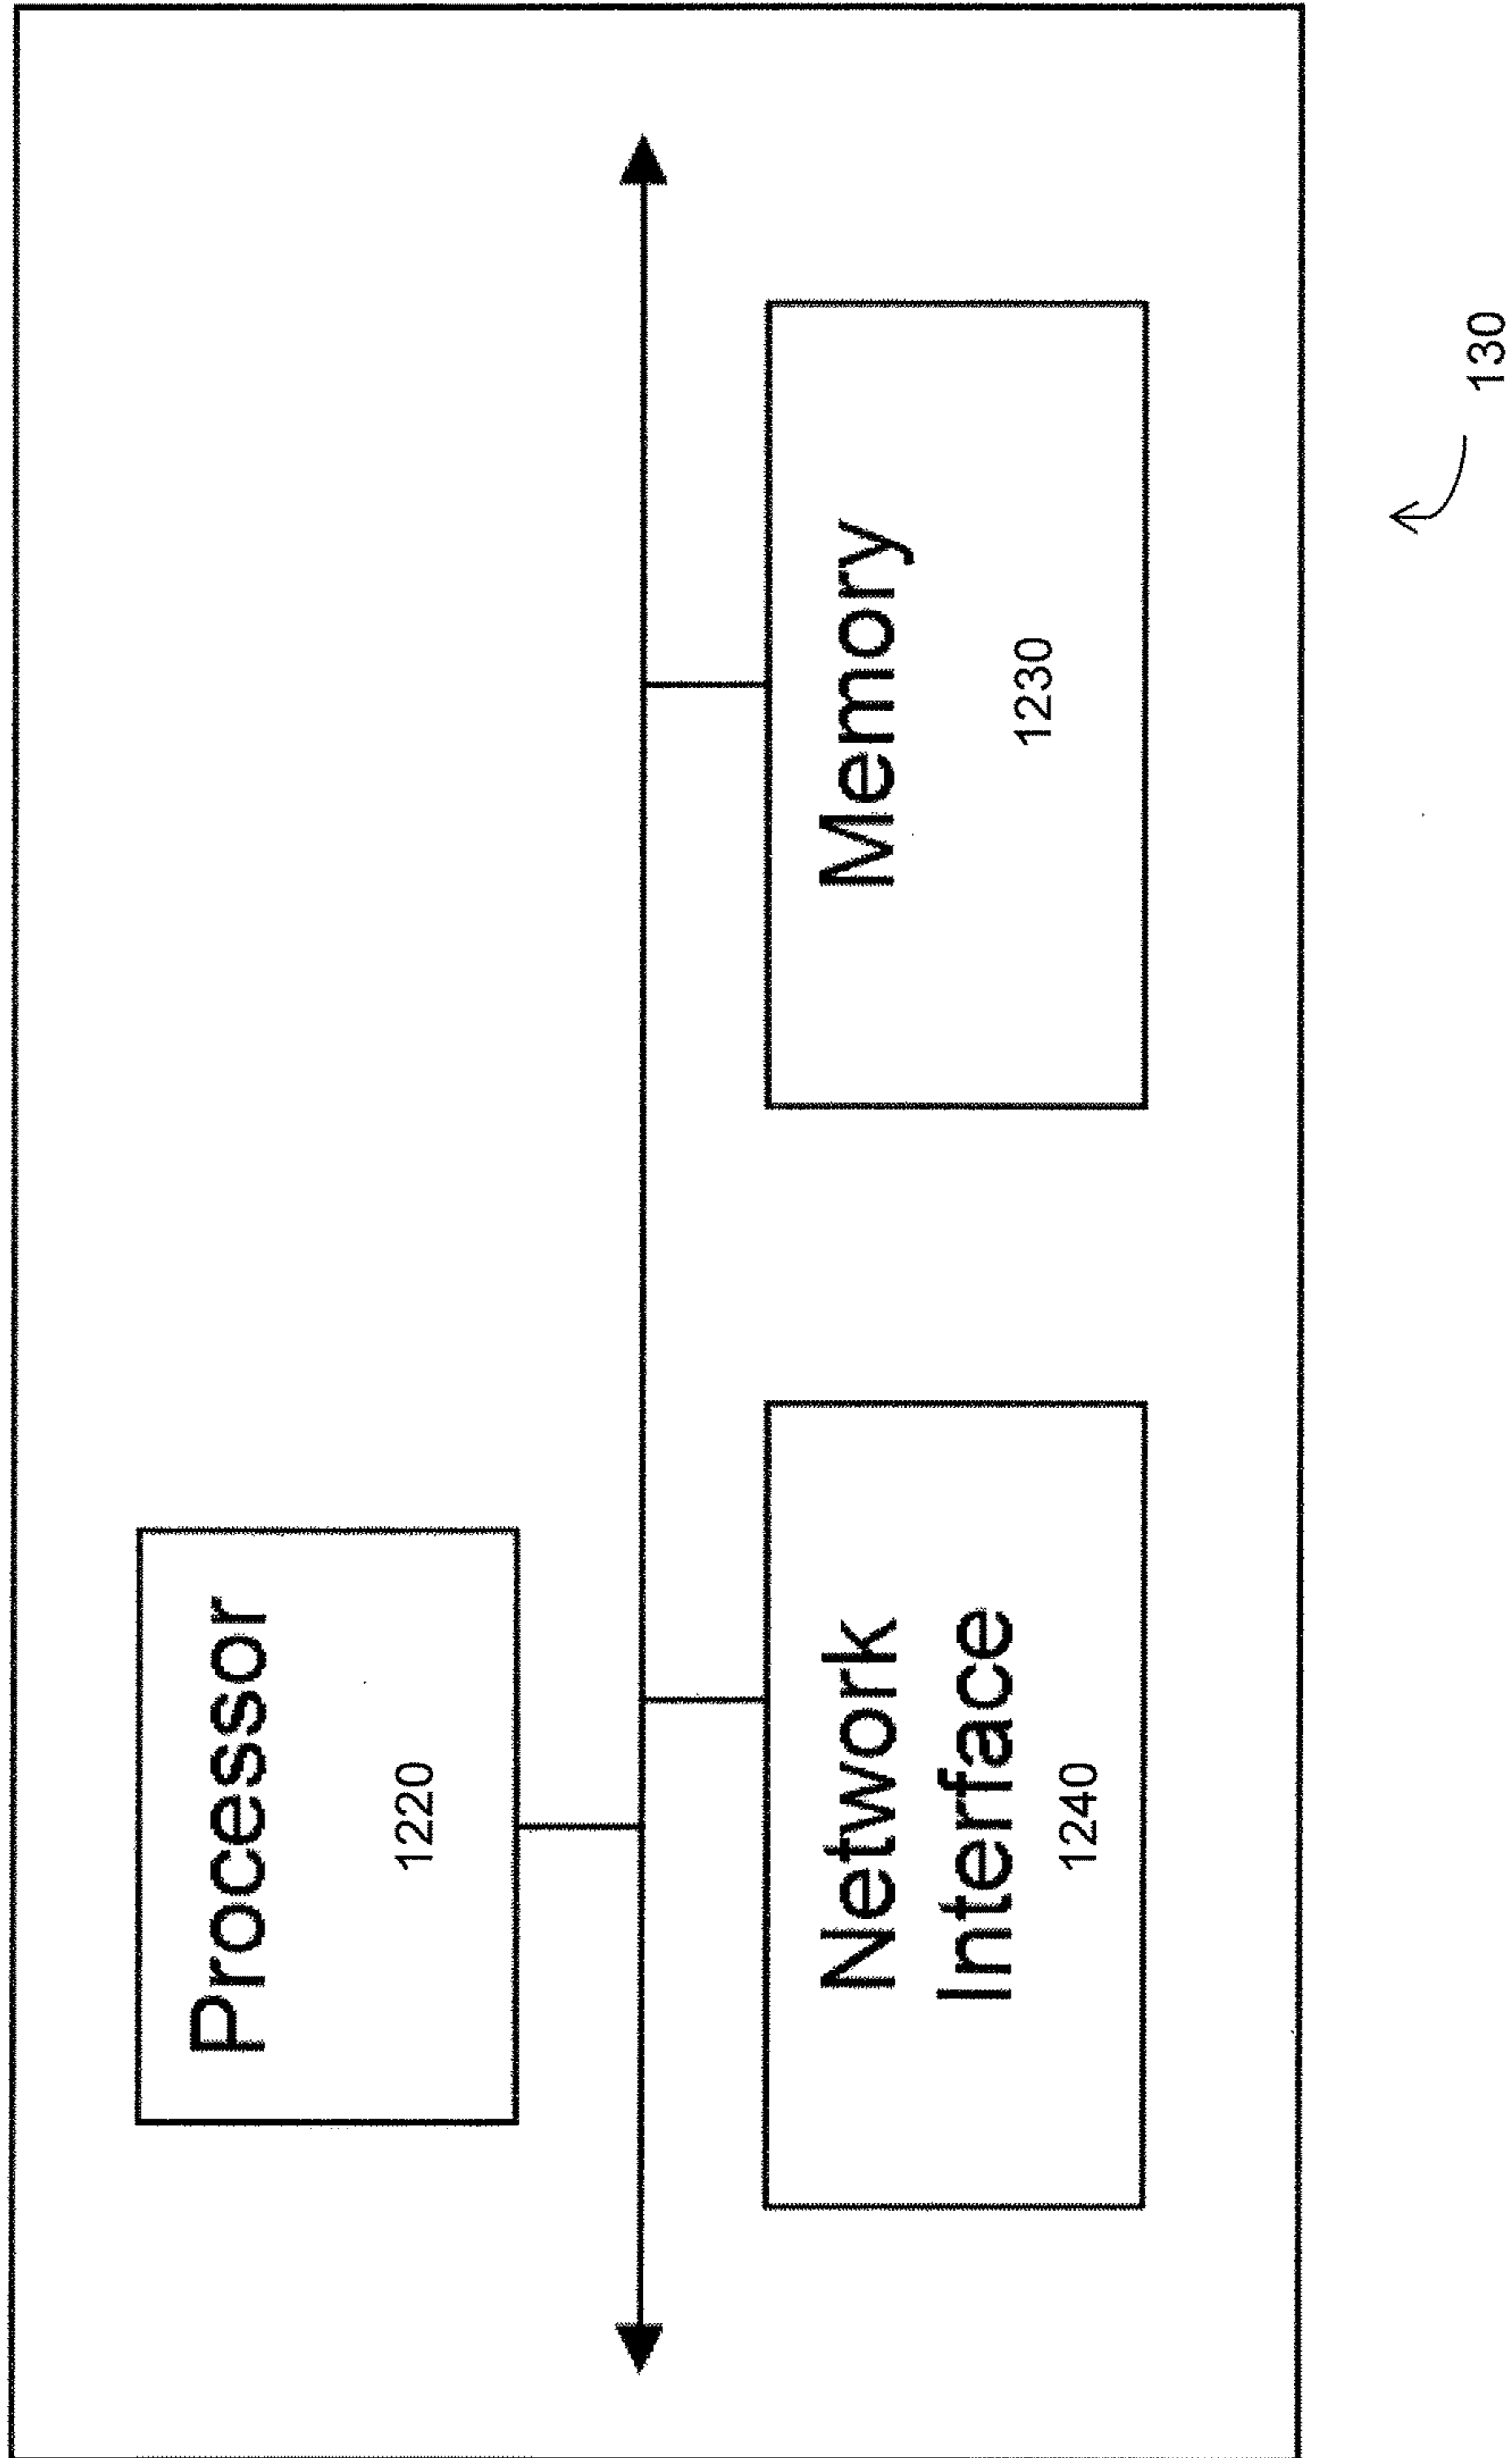 Processor
1220
Network
Interface
1240
Memory
1230
130